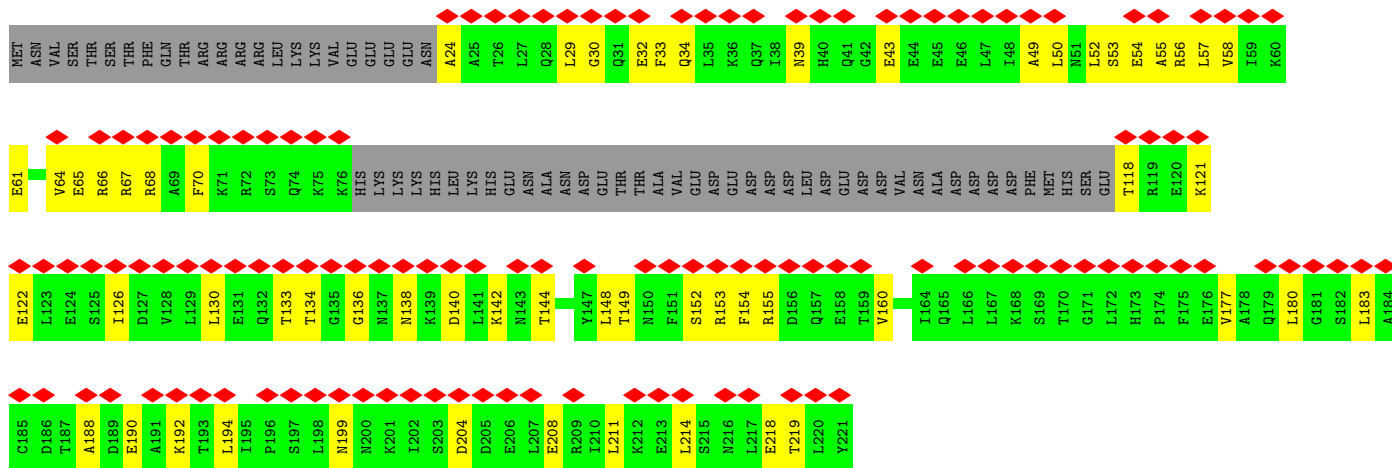 MET ASN VAL SER THR SER THR PHE GLN THR ARG ARG ARG ARG LEU LYS LYS VAL GLU GLU GLU GLU ASN A24 A25 T26 L27 Q28 L29 G30 Q31 E32 F33 Q34 L35 K36 Q37 I38 N39 H40 Q41 G42 E43 E44 E45 E46 L47 I48 A49 L50 N51 L52 S53 E54 A55 R56 L57 V58 I59 K60
E61 V64 E65 R66 R67 R68 A69 F70 K71 R72 S73 Q74 K75 K76 HIS LYS LYS LYS HIS LEU LYS HIS GLU ASN ALA ASN ASP GLU THR THR ALA VAL GLU ASP GLU ASP ASP ASP LEU ASP GLU ASP ASP VAL ASN ALA ASP ASP ASP ASP PHE MET HIS SER GLU T118 R119 E120 K121
E122 L123 E124 S125 I126 D127 V128 L129 L130 E131 Q132 T133 T134 G135 G136 N137 N138 K139 D140 L141 K142 N143 T144 Y147 L148 T149 N150 F151 S152 R153 F154 R155 D156 Q157 E158 T159 V160 I164 Q165 L166 L167 K168 S169 T170 G171 L172 H173 P174 F175 E176 V177 A178 Q179 L180 G181 S182 L183 A184
C185 D186 T187 A188 D189 E190 A191 K192 T193 L194 I195 P196 S197 L198 N199 N200 K201 I202 S203 D204 D205 E206 L207 E208 R209 I210 L211 K212 E213 L214 S215 N216 L217 E218 T219 L220 Y221